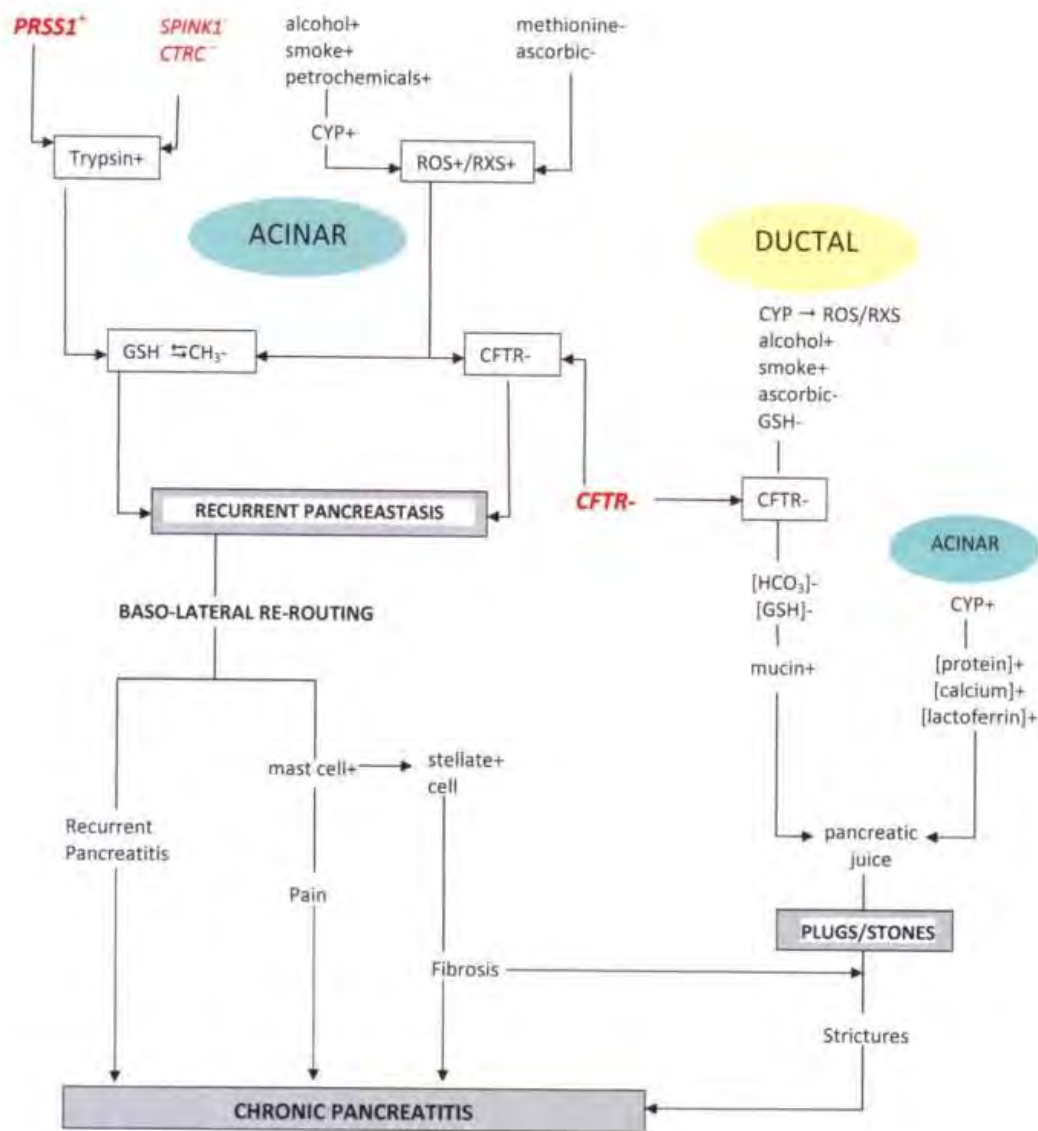 PRSS1⁺
SPINK1⁻
CTRC⁻
alcohol+
smoke+
petrochemicals+
methionine-
ascorbic-
CYP+
Trypsin+
ROS+/RXS+
ACINAR
DUCTAL
CYP → ROS/RXS
alcohol+
smoke+
ascorbic-
GSH-
GSH⁻ ⇆CH₃-
CFTR-
RECURRENT PANCREASTASIS
CFTR-
CFTR-
ACINAR
BASO-LATERAL RE-ROUTING
[HCO₃]-
[GSH]-
mucin+
CYP+
[protein]+
[calcium]+
[lactoferrin]+
mast cell+
stellate+
cell
Recurrent
Pancreatitis
Pain
pancreatic
juice
PLUGS/STONES
Fibrosis
Strictures
CHRONIC PANCREATITIS